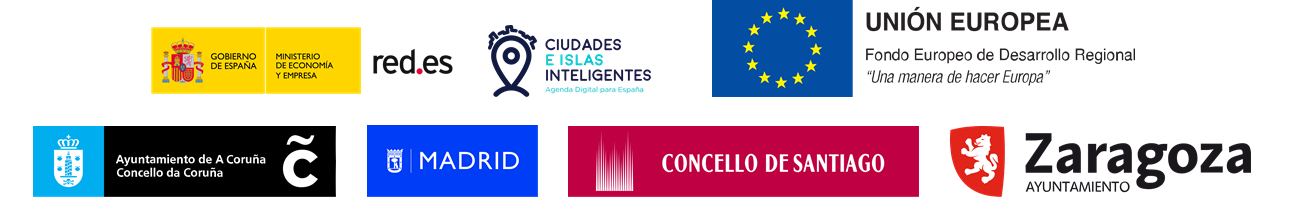 GOBIERNO
DE ESPAÑA
MINISTERIO
DE ECONOMÍA
Y EMPRESA
red.es
CIUDADES
E ISLAS
INTELIGENTES
Agenda Digital para España
UNIÓN EUROPEA
Fondo Europeo de Desarrollo Regional
“Una manera de hacer Europa”
Ayuntamiento de A Coruña
Concello da Coruña
MADRID
CONCELLO DE SANTIAGO
Zaragoza
AYUNTAMIENTO